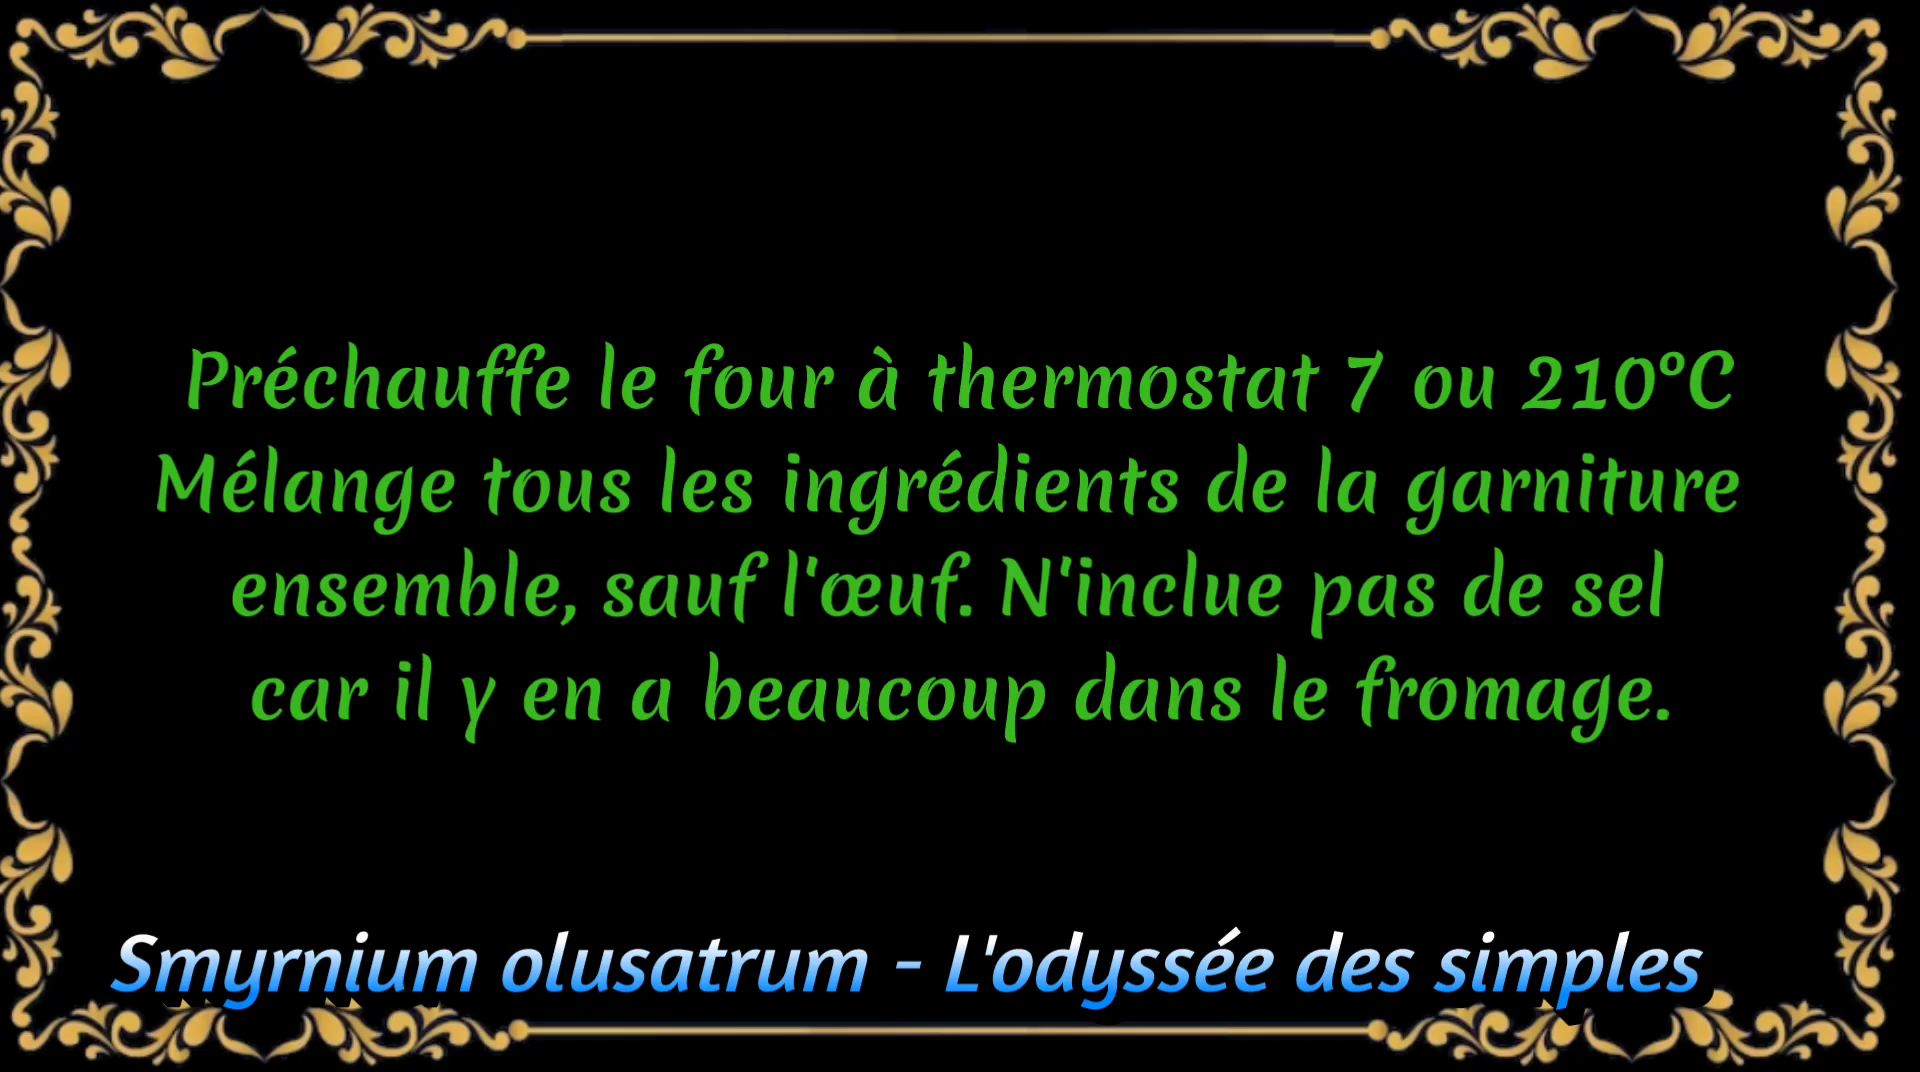 Préchauffe le four à thermostat 7 ou 210°C
Mélange tous les ingrédients de la garniture
ensemble, sauf l'œuf. N'inclue pas de sel
car il y en a beaucoup dans le fromage.
Smyrnium olusatrum - L'odyssée des simples